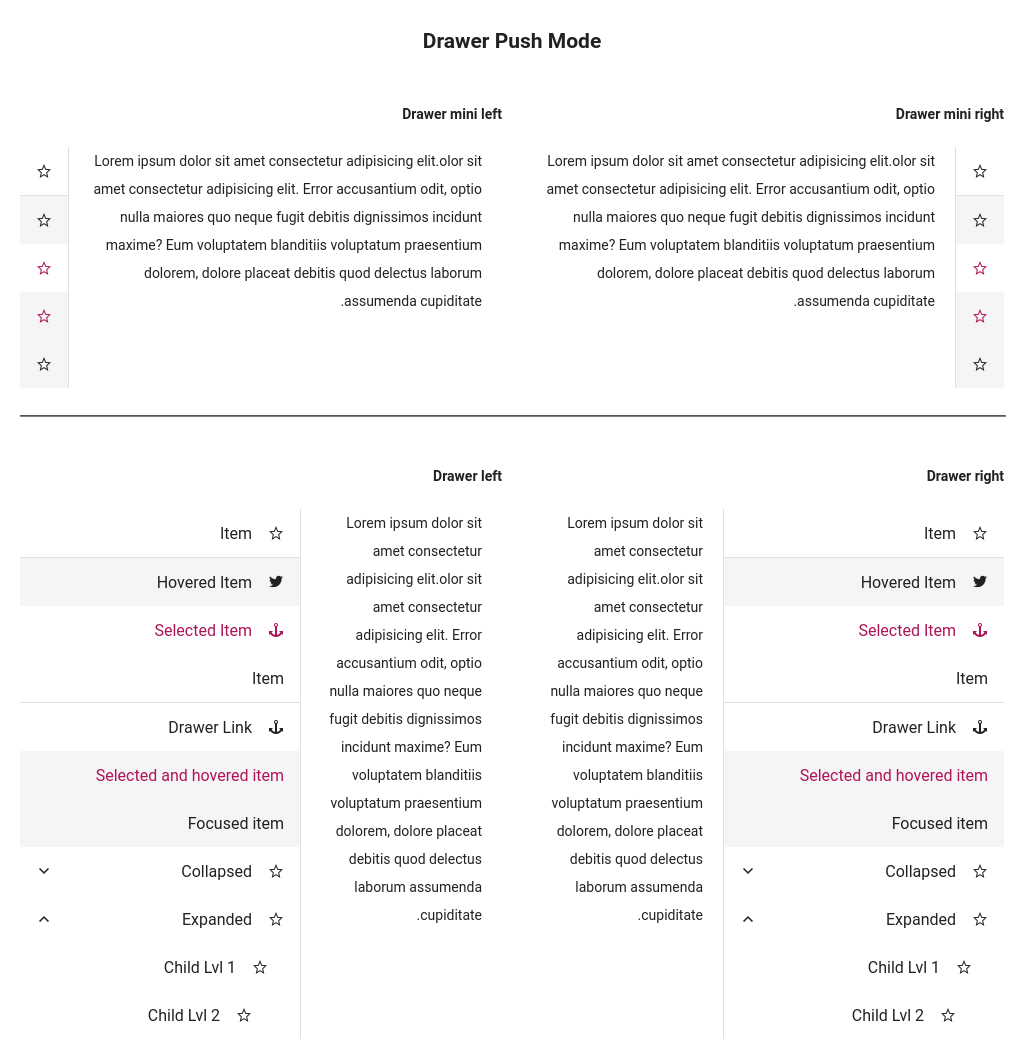 Drawer Push Mode
Drawer mini left
Lorem ipsum dolor sit amet consectetur adipisicing elit.olor sit
amet consectetur adipisicing elit. Error accusantium odit, optio
nulla maiores quo neque fugit debitis dignissimos incidunt
maxime? Eum voluptatem blanditiis voluptatum praesentium
dolorem, dolore placeat debitis quod delectus laborum
.assumenda cupiditate
Drawer mini right
Lorem ipsum dolor sit amet consectetur adipisicing elit.olor sit
amet consectetur adipisicing elit. Error accusantium odit, optio
nulla maiores quo neque fugit debitis dignissimos incidunt
maxime? Eum voluptatem blanditiis voluptatum praesentium
dolorem, dolore placeat debitis quod delectus laborum
.assumenda cupiditate
Drawer left
Item
Hovered Item
Selected Item
Item
Drawer Link
Selected and hovered item
Focused item
Collapsed
Expanded
Child Lvl 1
Child Lvl 2
Lorem ipsum dolor sit
amet consectetur
adipisicing elit.olor sit
amet consectetur
adipisicing elit. Error
accusantium odit, optio
nulla maiores quo neque
fugit debitis dignissimos
incidunt maxime? Eum
voluptatem blanditiis
voluptatum praesentium
dolorem, dolore placeat
debitis quod delectus
laborum assumenda
.cupiditate
Drawer right
Lorem ipsum dolor sit
amet consectetur
adipisicing elit.olor sit
amet consectetur
adipisicing elit. Error
accusantium odit, optio
nulla maiores quo neque
fugit debitis dignissimos
incidunt maxime? Eum
voluptatem blanditiis
voluptatum praesentium
dolorem, dolore placeat
debitis quod delectus
laborum assumenda
.cupiditate
Item
Hovered Item
Selected Item
Item
Drawer Link
Selected and hovered item
Focused item
Collapsed
Expanded
Child Lvl 1
Child Lvl 2